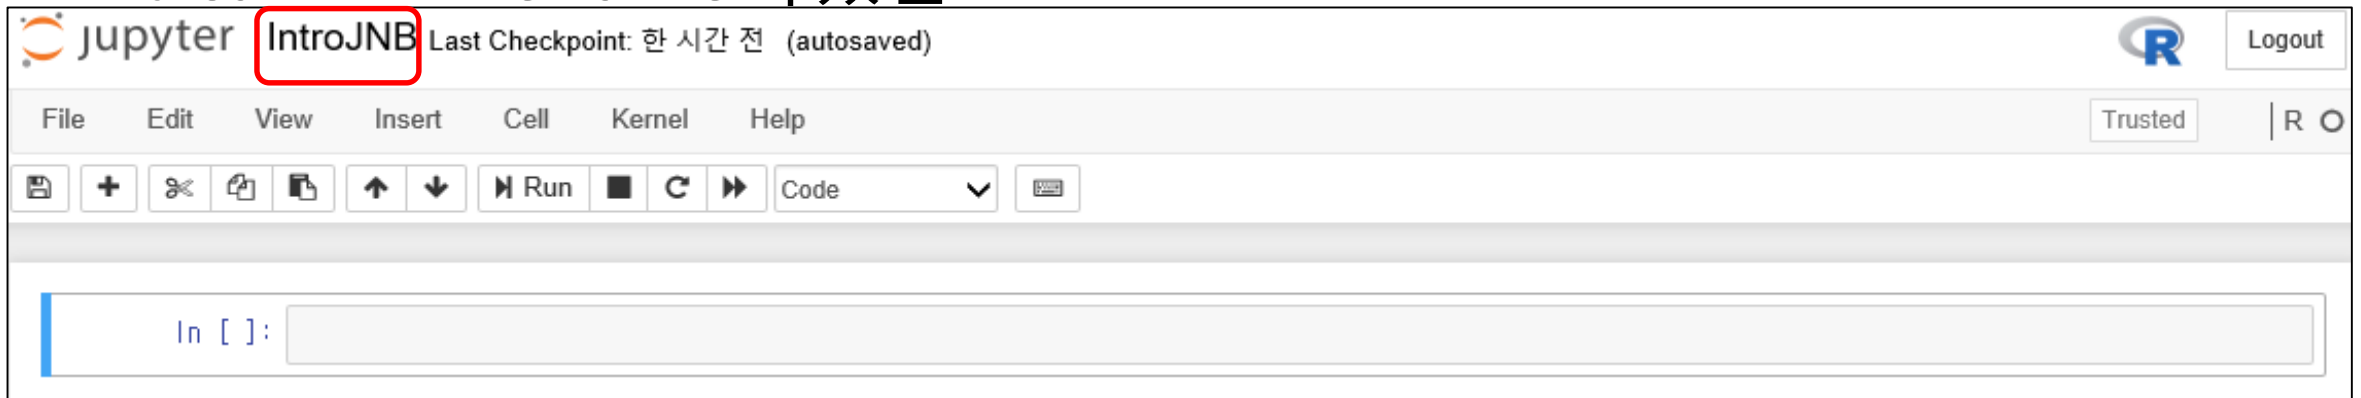 jupyter IntroJNB Last Checkpoint: 한 시간 전 (autosaved) Logout
File Edit View Insert Cell Kernel Help Trusted R
Run Code
In [ ]: